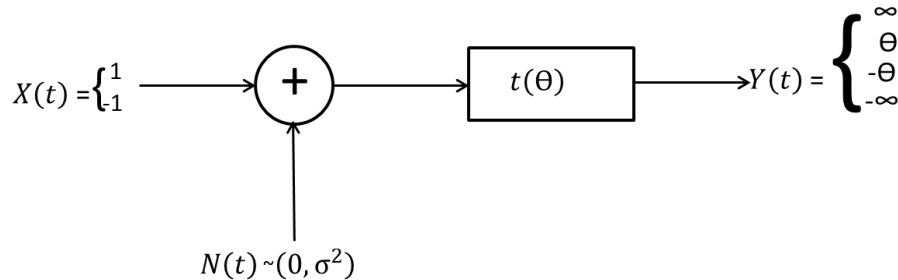 X(t) = { 1
-1
+
t(Θ)
Y(t) = { ∞
Θ
-Θ
-∞
N(t) ~(0, σ²)